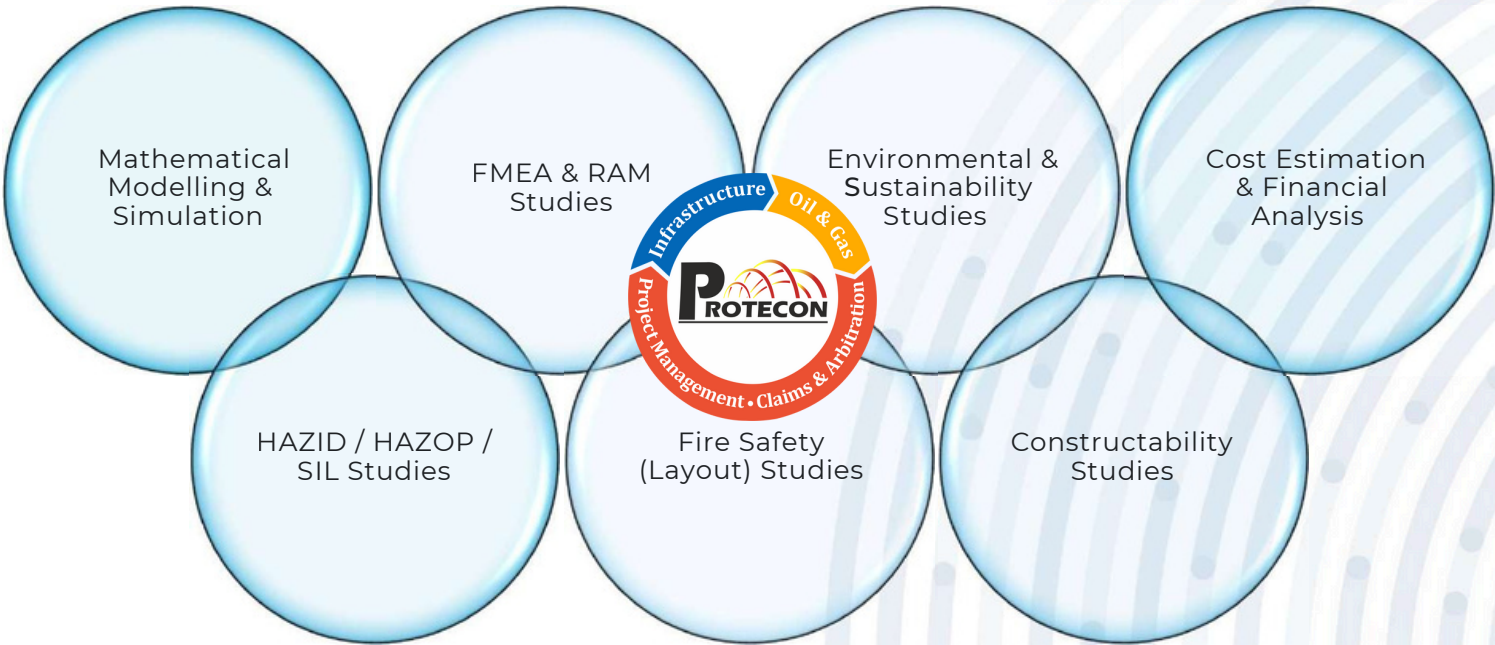 Mathematical
Modelling &
Simulation
FMEA & RAM
Studies
Environmental &
Sustainability
Studies
Cost Estimation
& Financial
Analysis
Infrastructure
Oil & Gas
PROTECON
Project Management • Claims & Arbitration
HAZID / HAZOP /
SIL Studies
Fire Safety
(Layout) Studies
Constructability
Studies